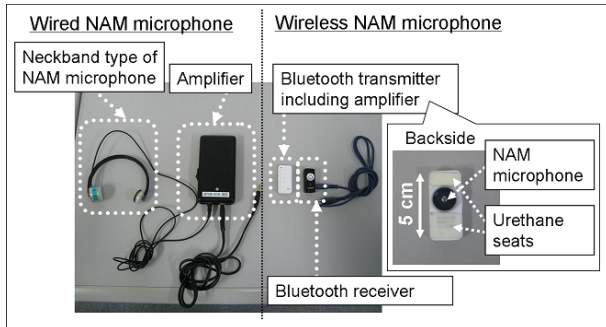 Wired NAM microphone
Wireless NAM microphone
Neckband type of
NAM microphone
Amplifier
Bluetooth transmitter
including amplifier
Backside
NAM
microphone
5 cm
Urethane
seats
Bluetooth receiver